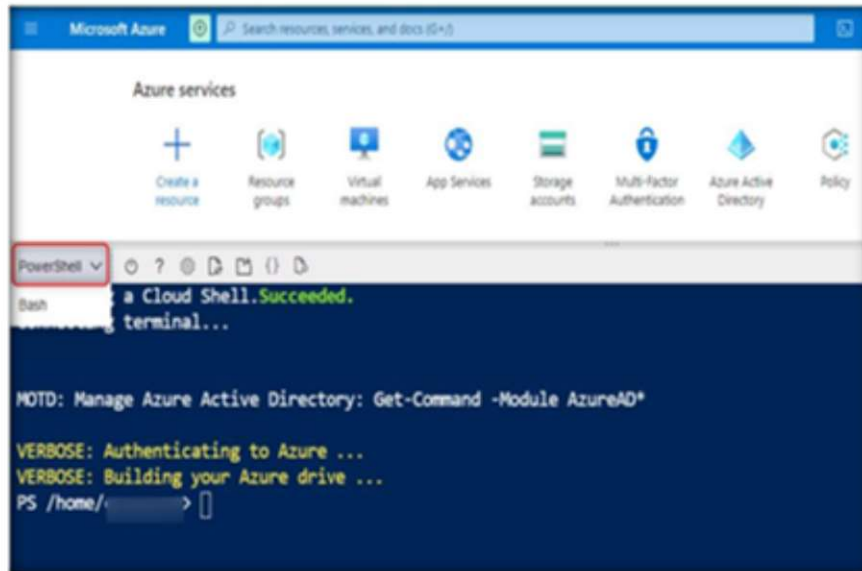 Microsoft Azure
Search resources, services, and docs (G+/)
Azure services
Create a resource
Resource groups
Virtual machines
App Services
Storage accounts
Multi-Factor Authentication
Azure Active Directory
Policy
PowerShell
Bash
a Cloud Shell.Succeeded.
terminal...
MOTD: Manage Azure Active Directory: Get-Command -Module AzureAD*
VERBOSE: Authenticating to Azure ...
VERBOSE: Building your Azure drive ...
PS /home/ >